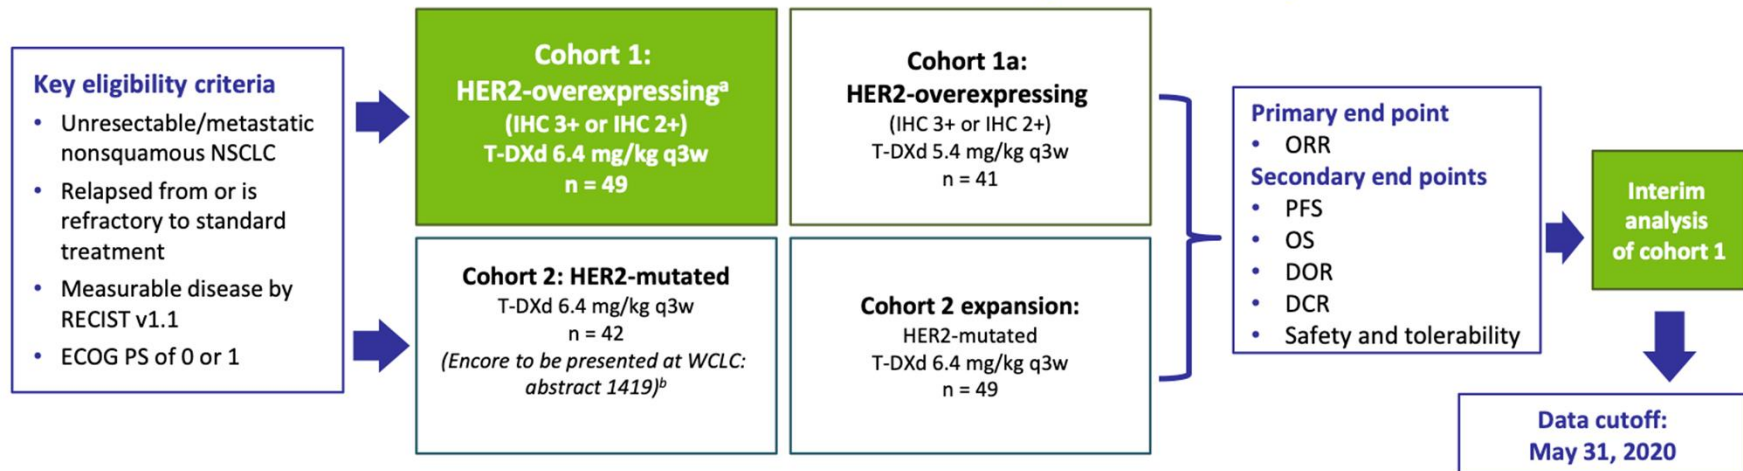 Key eligibility criteria
• Unresectable/metastatic
nonsquamous NSCLC
• Relapsed from or is
refractory to standard
treatment
• Measurable disease by
RECIST v1.1
• ECOG PS of 0 or 1
Cohort 1:
HER2-overexpressingᵃ
(IHC 3+ or IHC 2+)
T-DXd 6.4 mg/kg q3w
n = 49
Cohort 1a:
HER2-overexpressing
(IHC 3+ or IHC 2+)
T-DXd 5.4 mg/kg q3w
n = 41
Cohort 2: HER2-mutated
T-DXd 6.4 mg/kg q3w
n = 42
(Encore to be presented at WCLC:
abstract 1419)ᵇ
Cohort 2 expansion:
HER2-mutated
T-DXd 6.4 mg/kg q3w
n = 49
Primary end point
• ORR
Secondary end points
• PFS
• OS
• DOR
• DCR
• Safety and tolerability
Interim
analysis
of cohort 1
Data cutoff:
May 31, 2020